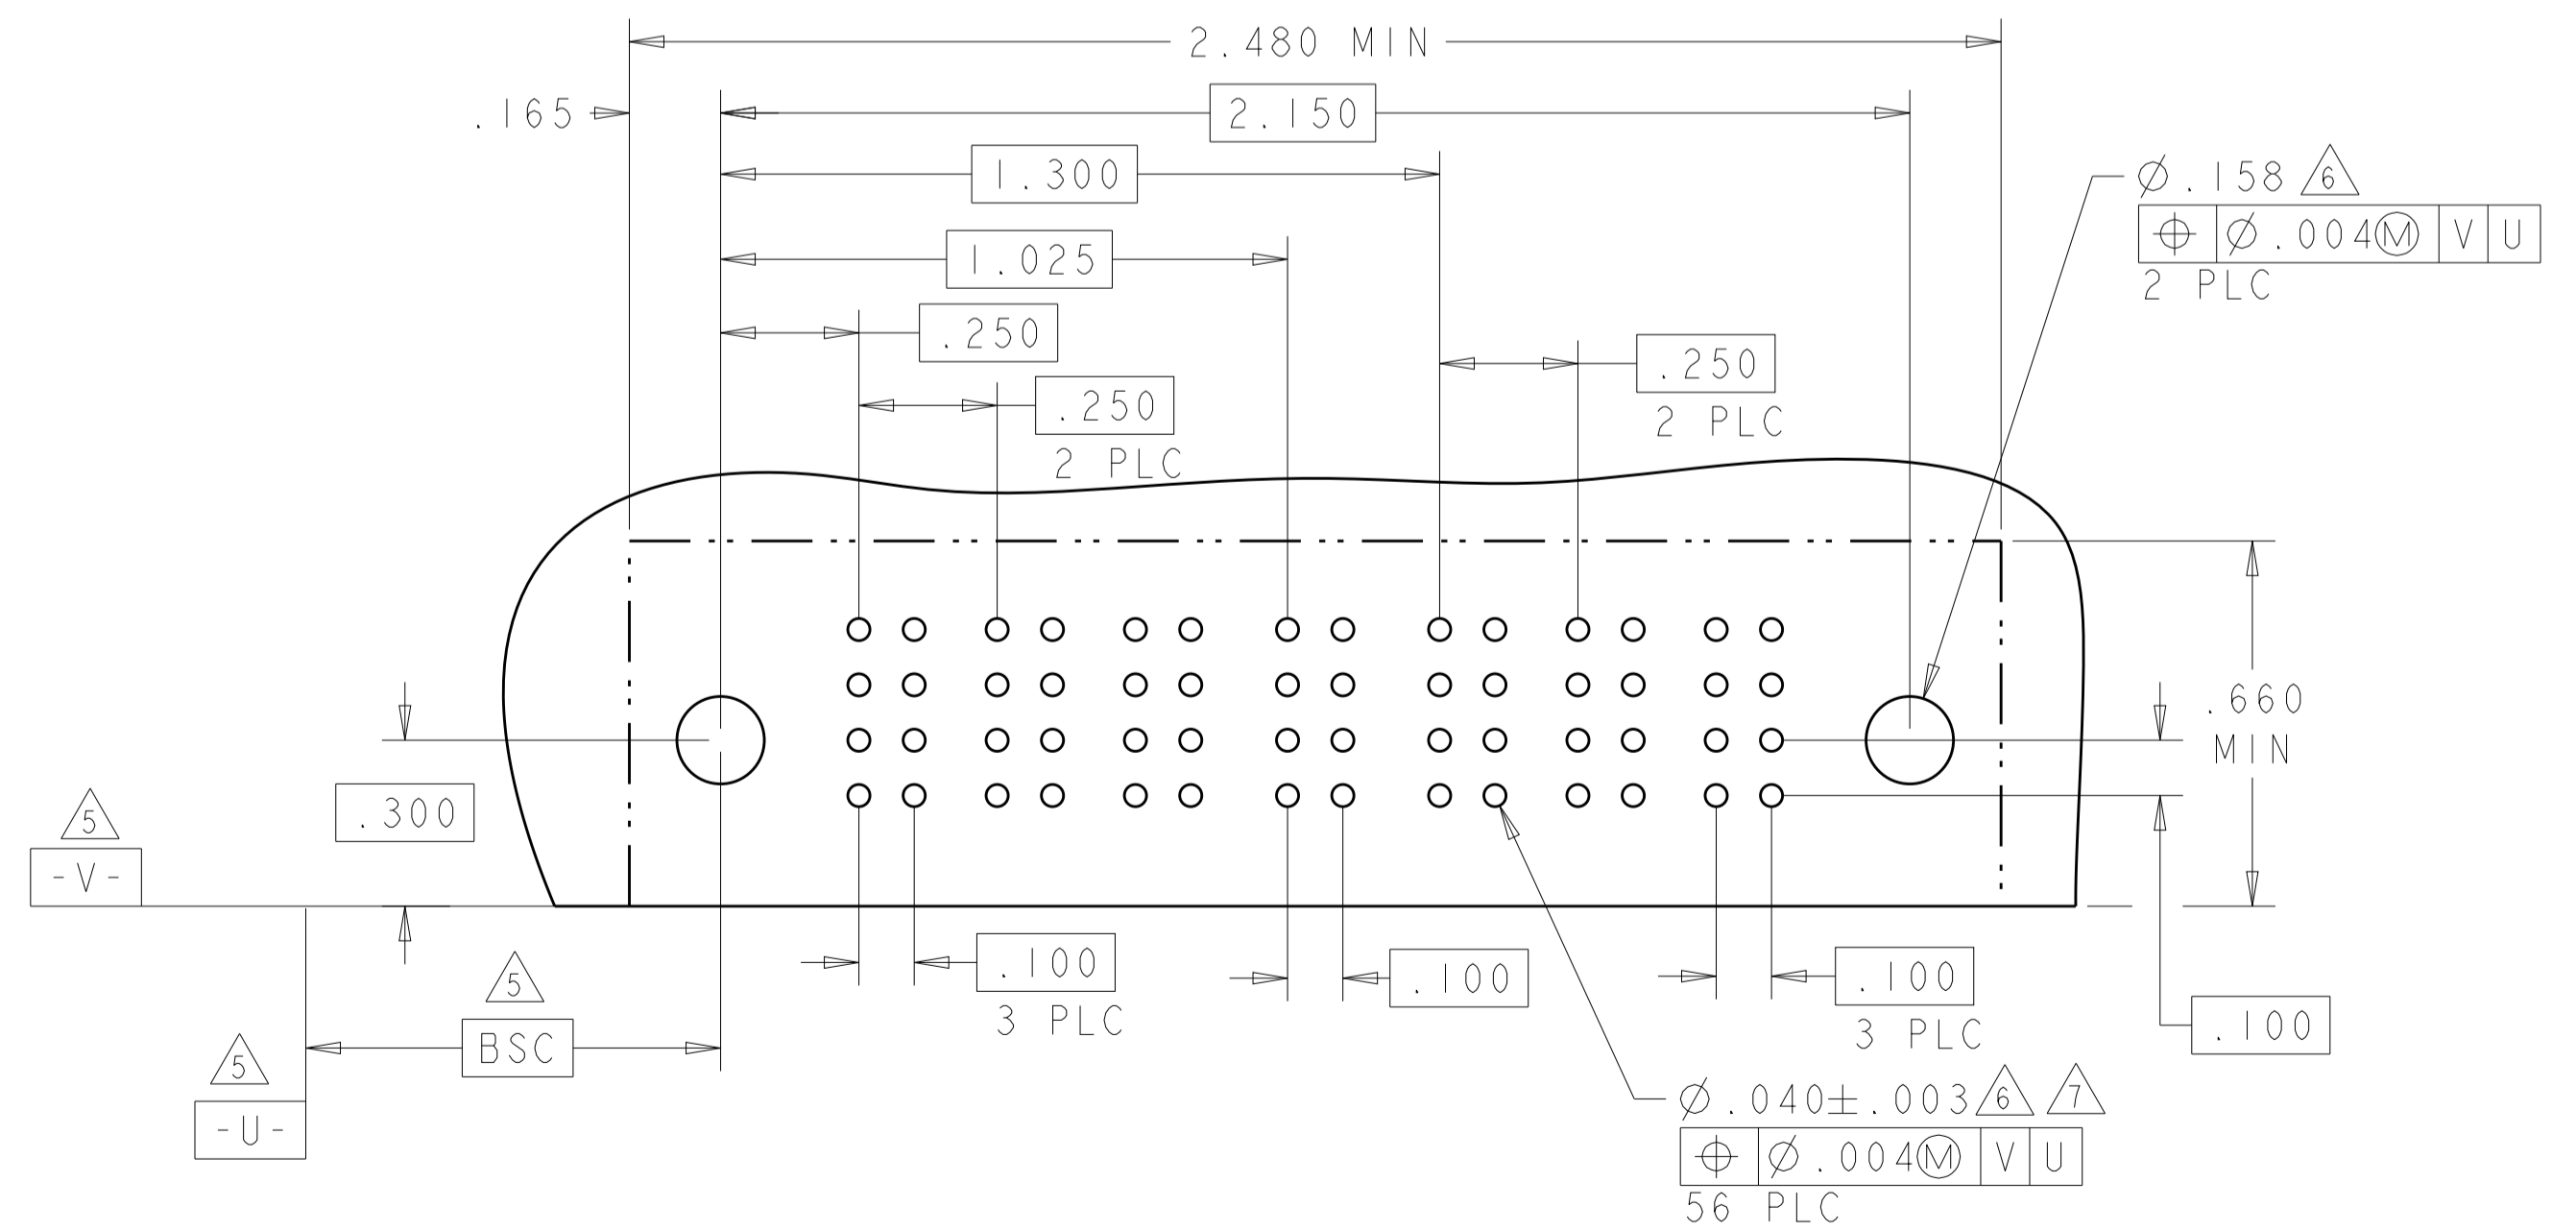 2.480 MIN
.165
2.150
1.300
Ø.158 6
⌖ Ø.004Ⓜ V U
2 PLC
1.025
.250
.250
2 PLC
.250
2 PLC
.660
MIN
.300
5
-V-
.100
3 PLC
.100
.100
3 PLC
.100
5
BSC
5
-U-
Ø.040±.003 6 7
⌖ Ø.004Ⓜ V U
56 PLC